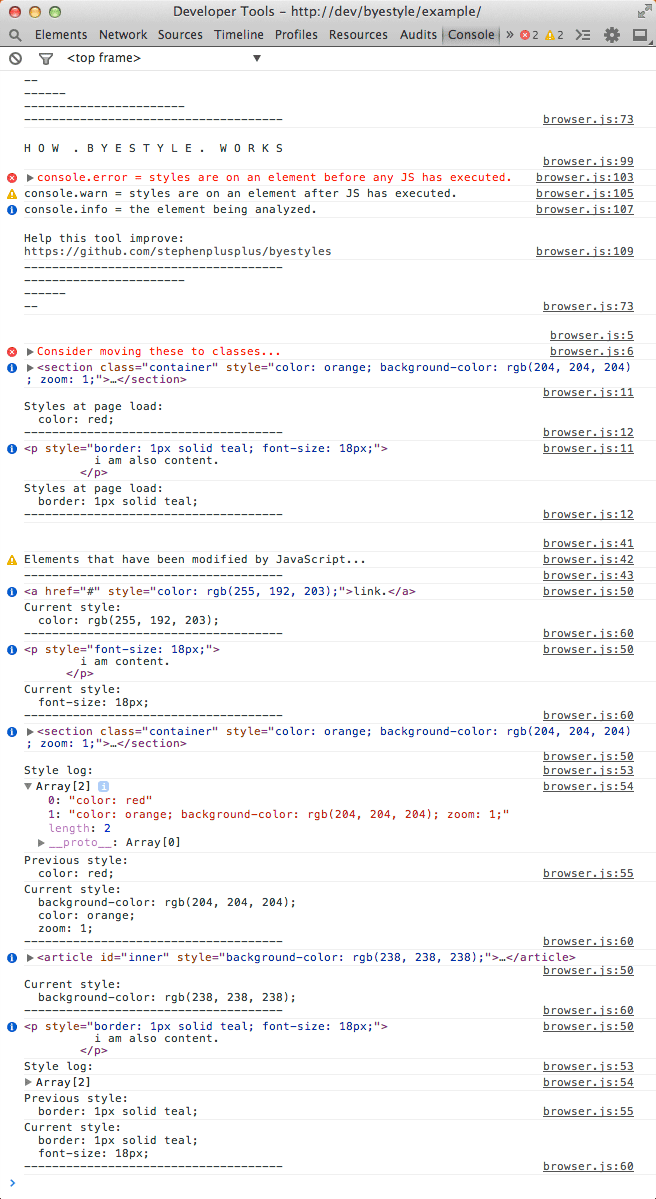 Developer Tools - http://dev/byestyle/example/
Elements Network Sources Timeline Profiles Resources Audits Console » 2 2
<top frame>
--
------
-----------------------
-------------------------------------
browser.js:73
H O W . B Y E S T Y L E . W O R K S
browser.js:99
console.error = styles are on an element before any JS has executed. browser.js:103
console.warn = styles are on an element after JS has executed. browser.js:105
console.info = the element being analyzed. browser.js:107
Help this tool improve:
https://github.com/stephenplusplus/byestyles browser.js:109
-------------------------------------
-----------------------
------
--
browser.js:73
browser.js:5
Consider moving these to classes... browser.js:6
<section class="container" style="color: orange; background-color: rgb(204, 204, 204)
; zoom: 1;">…</section>
browser.js:11
Styles at page load:
color: red;
------------------------------------- browser.js:12
<p style="border: 1px solid teal; font-size: 18px;"> browser.js:11
i am also content.
</p>
Styles at page load:
border: 1px solid teal;
------------------------------------- browser.js:12
browser.js:41
Elements that have been modified by JavaScript... browser.js:42
------------------------------------- browser.js:43
<a href="#" style="color: rgb(255, 192, 203);">link.</a> browser.js:50
Current style:
color: rgb(255, 192, 203);
------------------------------------- browser.js:60
<p style="font-size: 18px;"> browser.js:50
i am content.
</p>
Current style:
font-size: 18px;
------------------------------------- browser.js:60
<section class="container" style="color: orange; background-color: rgb(204, 204, 204)
; zoom: 1;">…</section>
browser.js:50
Style log: browser.js:53
Array[2] browser.js:54
0: "color: red"
1: "color: orange; background-color: rgb(204, 204, 204); zoom: 1;"
length: 2
__proto__: Array[0]
Previous style:
color: red; browser.js:55
Current style:
background-color: rgb(204, 204, 204);
color: orange;
zoom: 1;
------------------------------------- browser.js:60
<article id="inner" style="background-color: rgb(238, 238, 238);">…</article>
browser.js:50
Current style:
background-color: rgb(238, 238, 238);
------------------------------------- browser.js:60
<p style="border: 1px solid teal; font-size: 18px;"> browser.js:50
i am also content.
</p>
Style log: browser.js:53
Array[2] browser.js:54
Previous style:
border: 1px solid teal; browser.js:55
Current style:
border: 1px solid teal;
font-size: 18px;
------------------------------------- browser.js:60